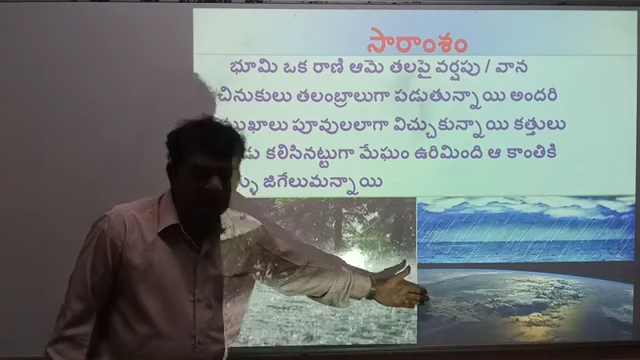 సారాంశం
భూమి ఒక రాణి ఆమె తలపై వర్షపు / వాన
చినుకులు తలంబ్రాలుగా పడుతున్నాయి అందరి
ముఖాలు పూవులలాగా విచ్చుకున్నాయి కత్తులు
కలిసినట్టుగా మేఘం ఉరిమింది ఆ కాంతికి
జిగేలుమన్నాయి